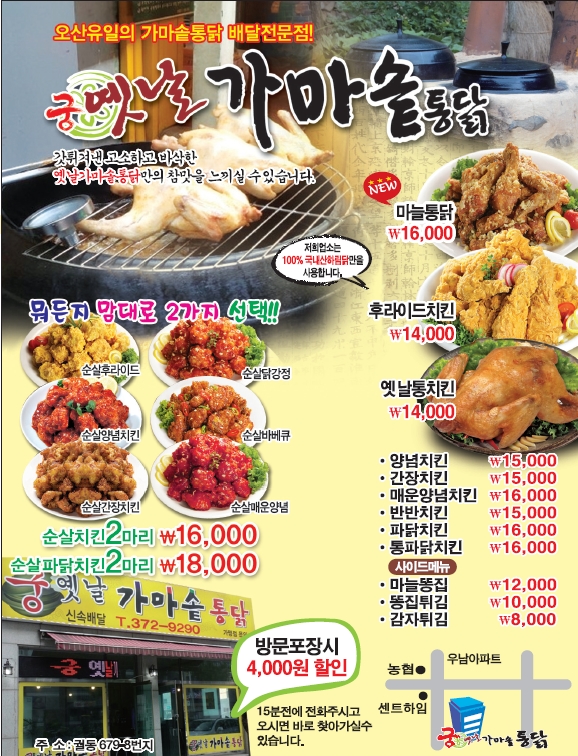 오산유일의 가마솥통닭 배달전문점!
궁 옛날 가마솥 통닭
갓튀겨낸 고소하고 바삭한
옛날가마솥통닭만의 참맛을 느끼실 수 있습니다.
NEW
마늘통닭
₩16,000
저희업소는
100% 국내산하림닭만을
사용합니다.
후라이드치킨
₩14,000
옛날통치킨
₩14,000
뭐든지 맘대로 2가지 선택!!
순살후라이드
순살닭강정
순살양념치킨
순살바베큐
순살간장치킨
순살매운양념
순살치킨2마리 ₩16,000
순살파닭치킨2마리 ₩18,000
• 양념치킨 ₩15,000
• 간장치킨 ₩15,000
• 매운양념치킨 ₩16,000
• 반반치킨 ₩15,000
• 파닭치킨 ₩16,000
• 통파닭치킨 ₩16,000
사이드메뉴
• 마늘똥집 ₩12,000
• 똥집튀김 ₩10,000
• 감자튀김 ₩8,000
궁 옛날 가마솥 통닭
신속배달 T.372-9290
궁 옛날
주 소 : 궐동 679-3번지
방문포장시
4,000원 할인
15분전에 전화주시고
오시면 바로 찾아가실수
있습니다.
농협
우남아파트
센트하임
궁 옛날 가마솥 통닭